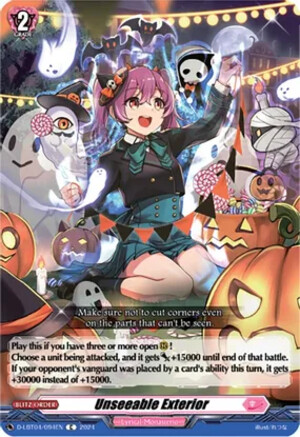 2
GRADE
Make sure not to cut corners even
on the parts that can't be seen.
Play this if you have three or more open !
Choose a unit being attacked, and it gets +15000 until end of that battle.
If your opponent's vanguard was placed by a card's ability this turn, it gets
+30000 instead of +15000.
BLITZ ORDER
Unseeable Exterior
Lyrical Monasterio
D-LBT04/094EN C 2024